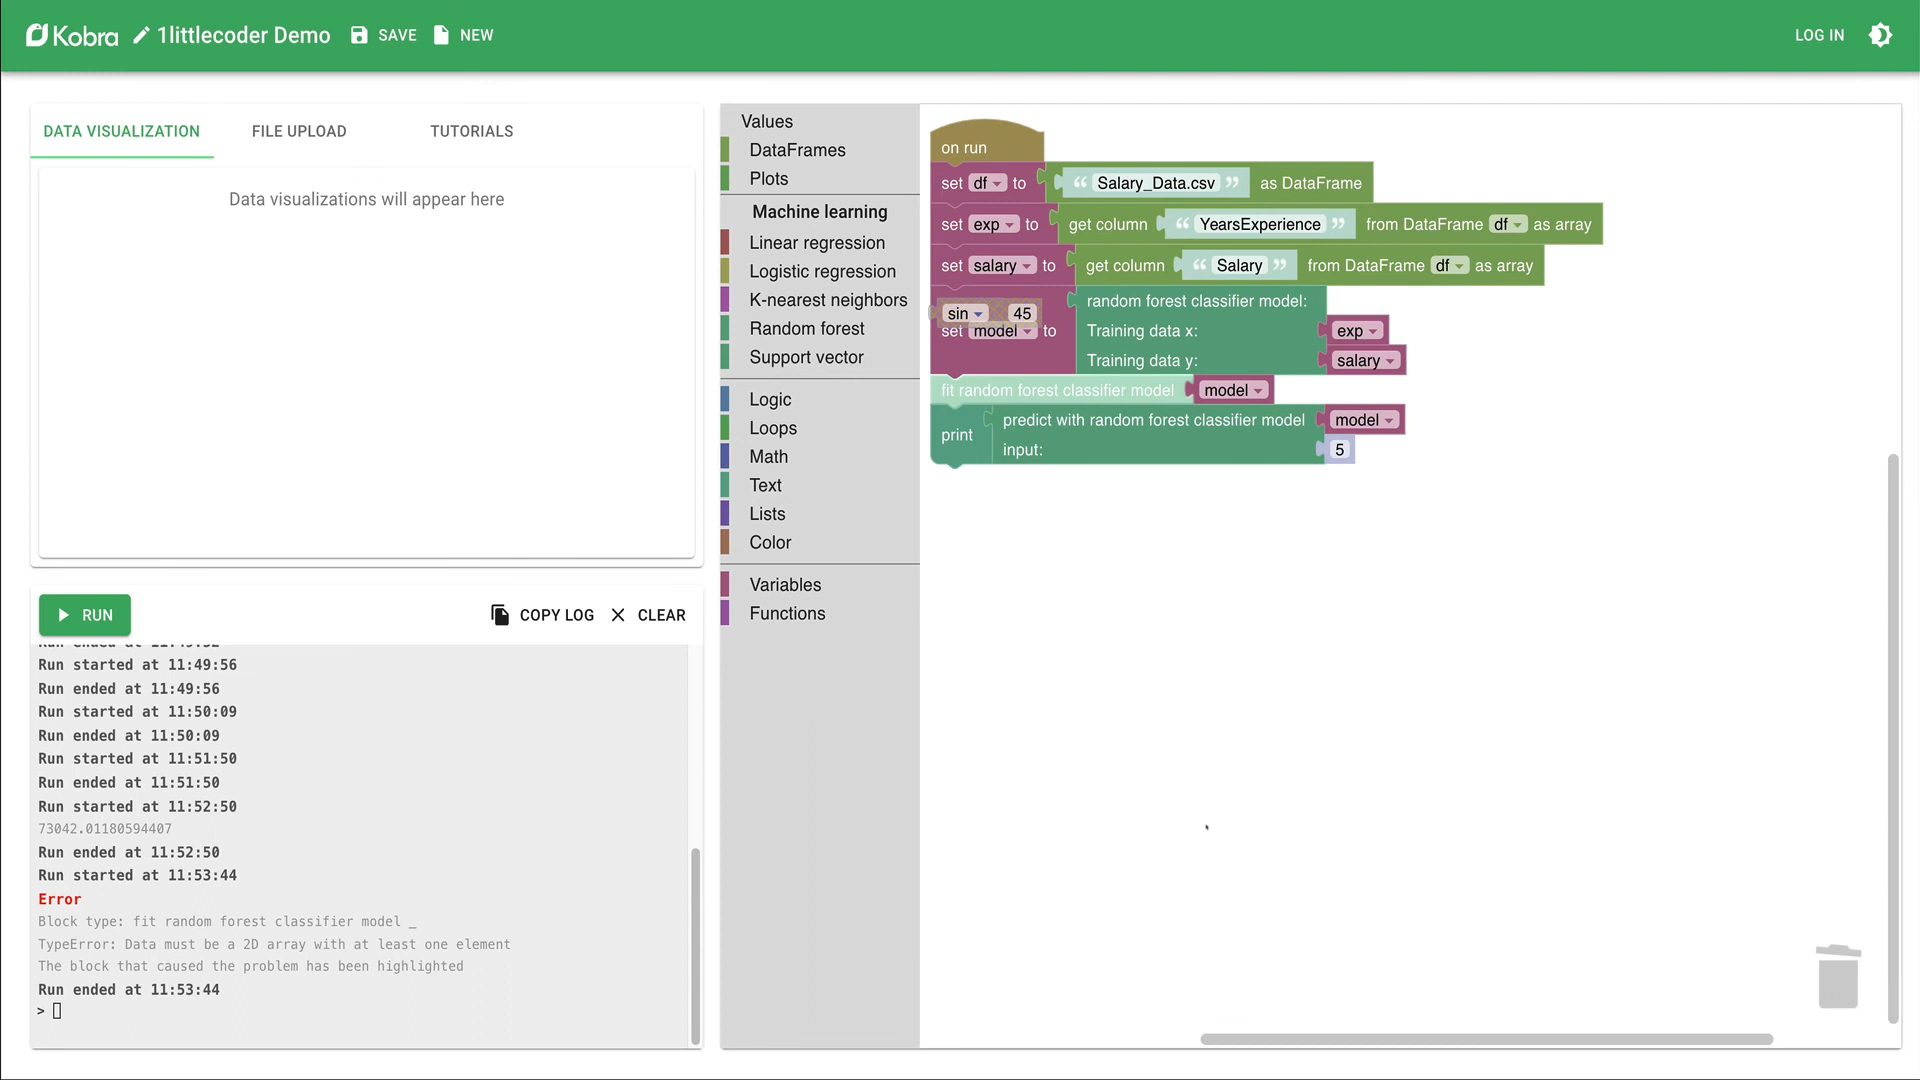 Kobra 1littlecoder Demo SAVE NEW LOG IN
DATA VISUALIZATION FILE UPLOAD TUTORIALS
Data visualizations will appear here
RUN COPY LOG CLEAR
Run started at 11:49:56
Run ended at 11:49:56
Run started at 11:50:09
Run ended at 11:50:09
Run started at 11:51:50
Run ended at 11:51:50
Run started at 11:52:50
73042.01180594407
Run ended at 11:52:50
Run started at 11:53:44
Error
Block type: fit random forest classifier model _
TypeError: Data must be a 2D array with at least one element
The block that caused the problem has been highlighted
Run ended at 11:53:44
>
Values
DataFrames
Plots
Machine learning
Linear regression
Logistic regression
K-nearest neighbors
Random forest
Support vector
Logic
Loops
Math
Text
Lists
Color
Variables
Functions
on run
set df to “ Salary_Data.csv ” as DataFrame
set exp to get column “ YearsExperience ” from DataFrame df as array
set salary to get column “ Salary ” from DataFrame df as array
random forest classifier model:
sin 45
set model to Training data x: exp
Training data y: salary
fit random forest classifier model model
predict with random forest classifier model model
print
input: 5